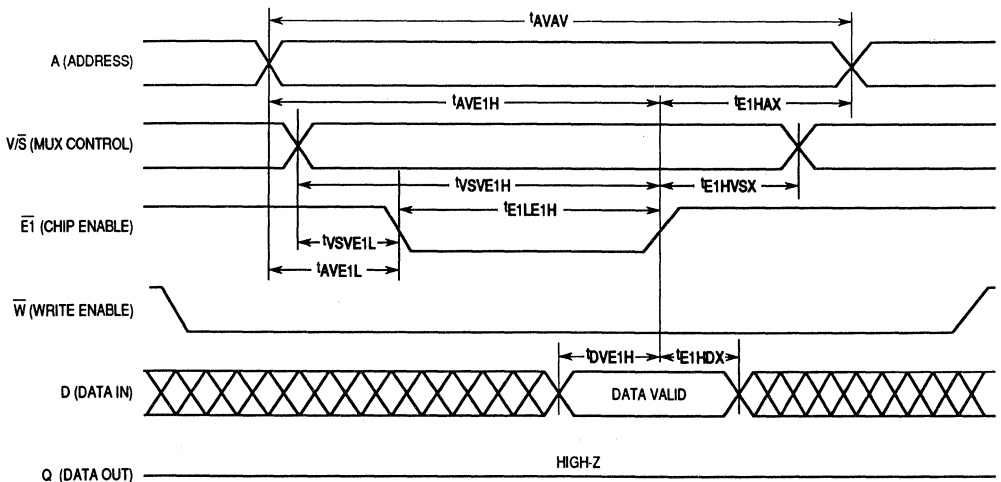 tAVAV
A (ADDRESS)
tAVE1H
tE1HAX
V/S̅ (MUX CONTROL)
tVSVE1H
tE1HVSX
tE1LE1H
E̅1̅ (CHIP ENABLE)
tVSVE1L
tAVE1L
W̅ (WRITE ENABLE)
tDVE1H
tE1HDX
D (DATA IN)
DATA VALID
HIGH-Z
Q (DATA OUT)